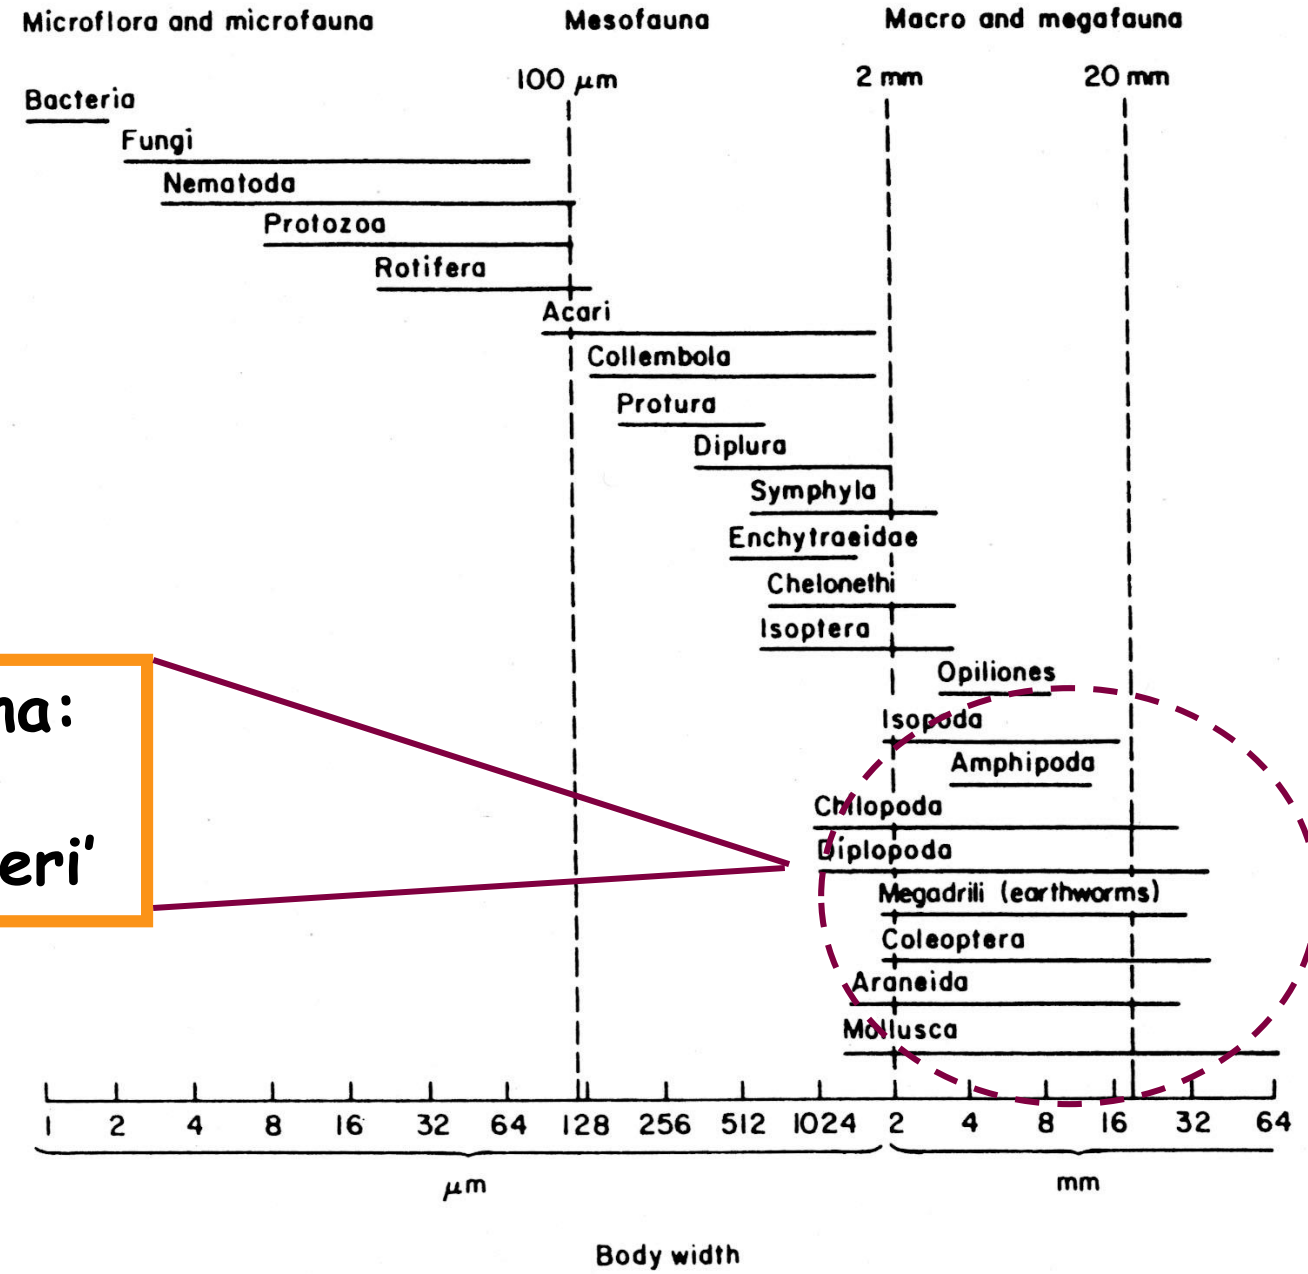 Microflora and microfauna Mesofauna Macro and megafauna
100 µm 2 mm 20 mm
Bacteria
Fungi
Nematoda
Protozoa
Rotifera
Acari
Collembola
Protura
Diplura
Symphyla
Enchytraeidae
Chelonethi
Isoptera
Opiliones
Isopoda
Amphipoda
Chilopoda
Diplopoda
Megadrili (earthworms)
Coleoptera
Araneida
Mollusca
na:
eri’
1 2 4 8 16 32 64 128 256 512 1024 2 4 8 16 32 64
µm mm
Body width